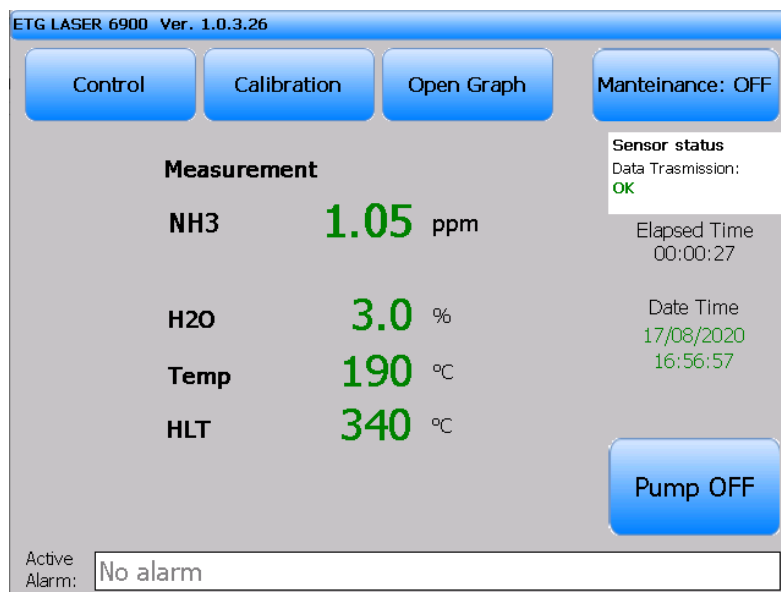 ETG LASER 6900 Ver. 1.0.3.26
Control Calibration Open Graph Manteinance: OFF
Sensor status
Data Trasmission:
OK
Measurement
NH3 1.05 ppm
Elapsed Time
00:00:27
H2O 3.0 %
Date Time
17/08/2020
16:56:57
Temp 190 ºC
HLT 340 ºC
Pump OFF
Active
Alarm: No alarm